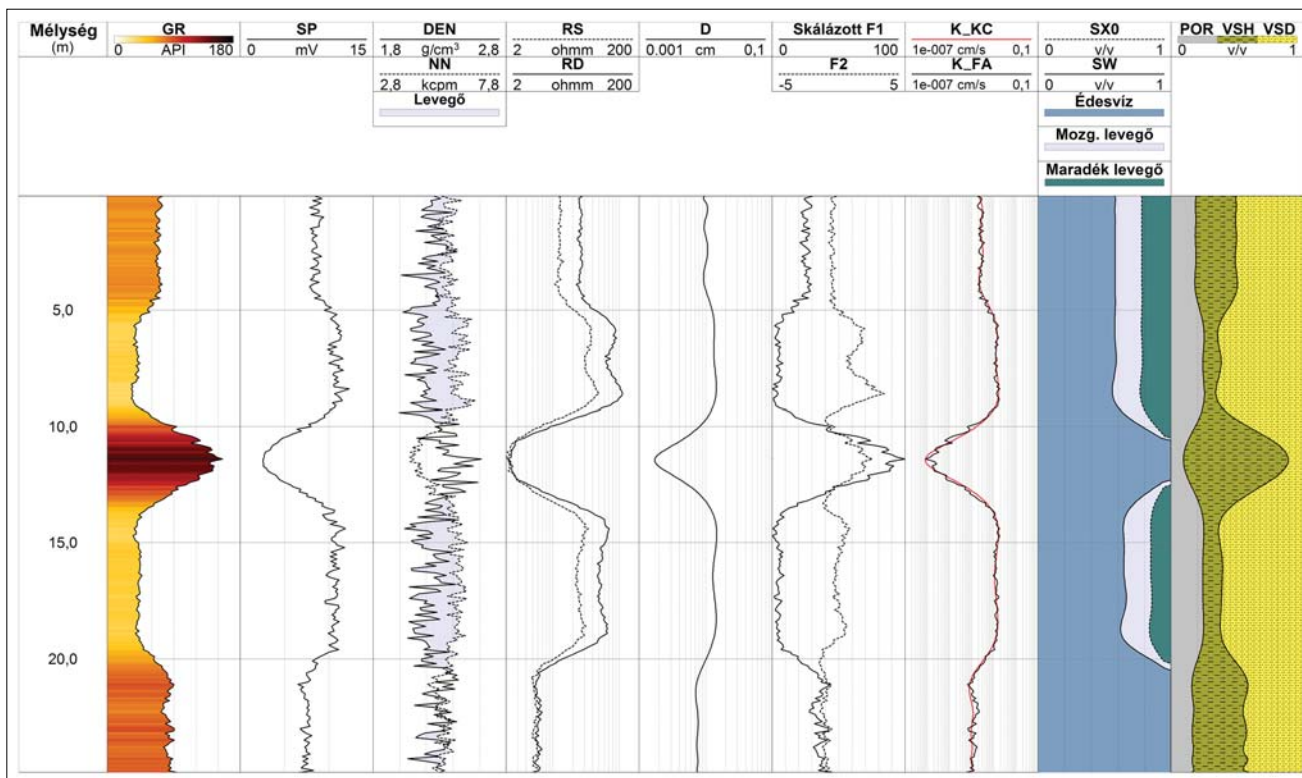 Mélység
(m)
GR
0 API 180
SP
0 mV 15
DEN
1,8 g/cm³ 2,8
NN
2,8 kcpm 7,8
Levegő
RS
2 ohmm 200
RD
2 ohmm 200
D
0.001 cm 0,1
Skálázott F1
0 100
F2
-5 5
K_KC
1e-007 cm/s 0,1
K_FA
1e-007 cm/s 0,1
SX0
0 v/v 1
SW
0 v/v 1
Édesvíz
Mozg. levegő
Maradék levegő
POR VSH VSD
0 v/v 1
5,0
10,0
15,0
20,0